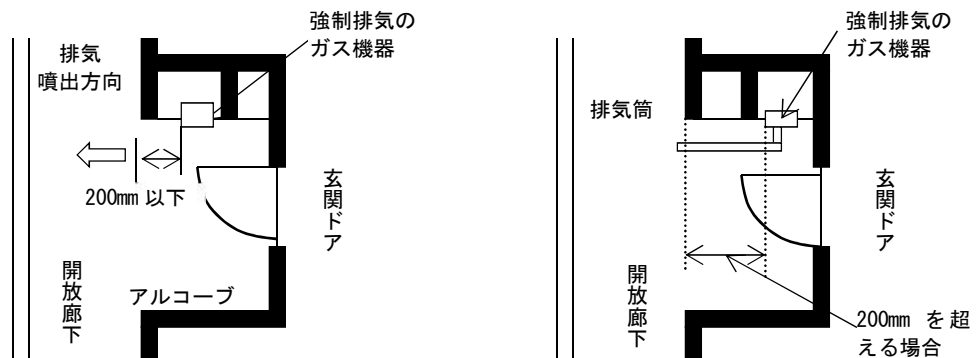 強制排気の
ガス機器
排気
噴出方向
200mm 以下
玄関ドア
開放廊下
アルコーブ
強制排気の
ガス機器
排気筒
玄関ドア
開放廊下
200mm を超
える場合